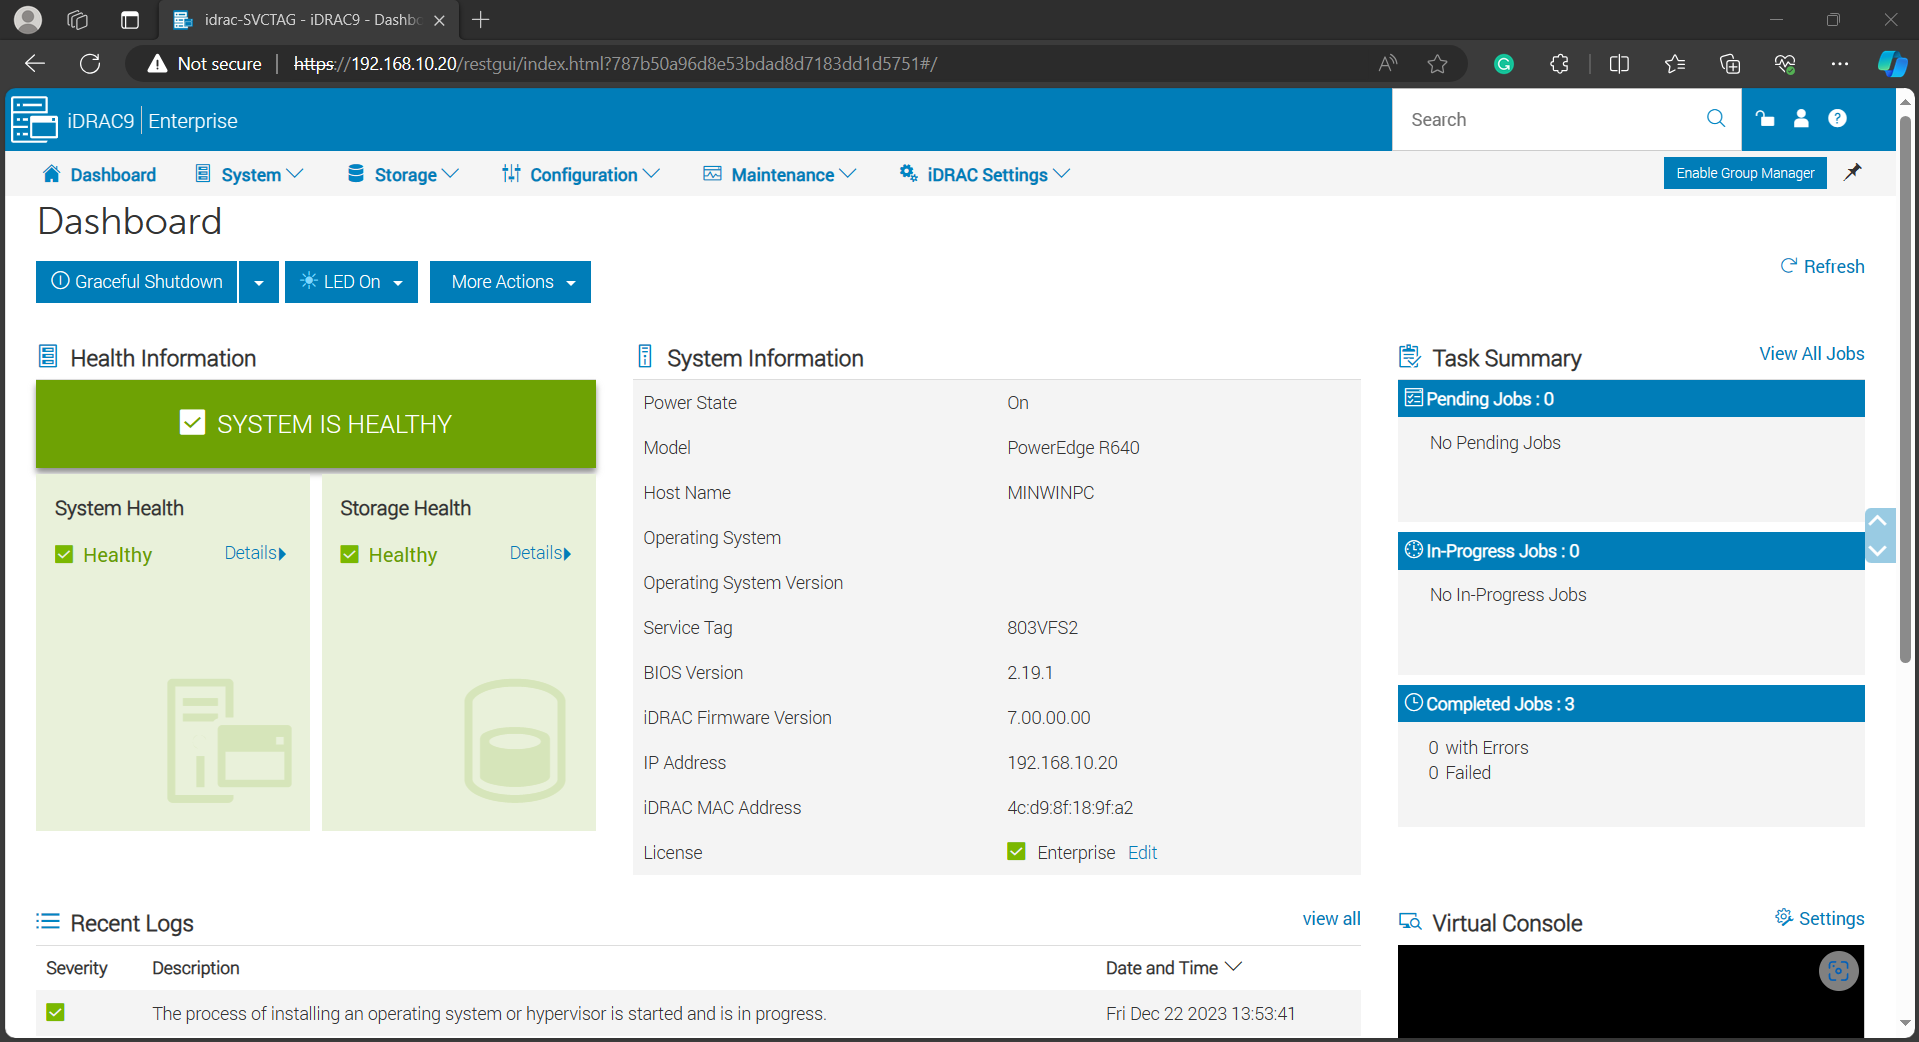 idrac-SVCTAG - iDRAC9 - Dashbo
Not secure
https://192.168.10.20/restgui/index.html?787b50a96d8e53bdad8d7183dd1d5751#/
iDRAC9 Enterprise
Search
Dashboard System Storage Configuration Maintenance iDRAC Settings
Enable Group Manager
Dashboard
Graceful Shutdown LED On More Actions
Refresh
Health Information
SYSTEM IS HEALTHY
System Health
Healthy Details
Storage Health
Healthy Details
System Information
Power State On
Model PowerEdge R640
Host Name MINWINPC
Operating System
Operating System Version
Service Tag 803VFS2
BIOS Version 2.19.1
iDRAC Firmware Version 7.00.00.00
IP Address 192.168.10.20
iDRAC MAC Address 4c:d9:8f:18:9f:a2
License Enterprise Edit
Task Summary View All Jobs
Pending Jobs : 0
No Pending Jobs
In-Progress Jobs : 0
No In-Progress Jobs
Completed Jobs : 3
0 with Errors
0 Failed
Recent Logs view all
Severity Description Date and Time
The process of installing an operating system or hypervisor is started and is in progress. Fri Dec 22 2023 13:53:41
Virtual Console Settings